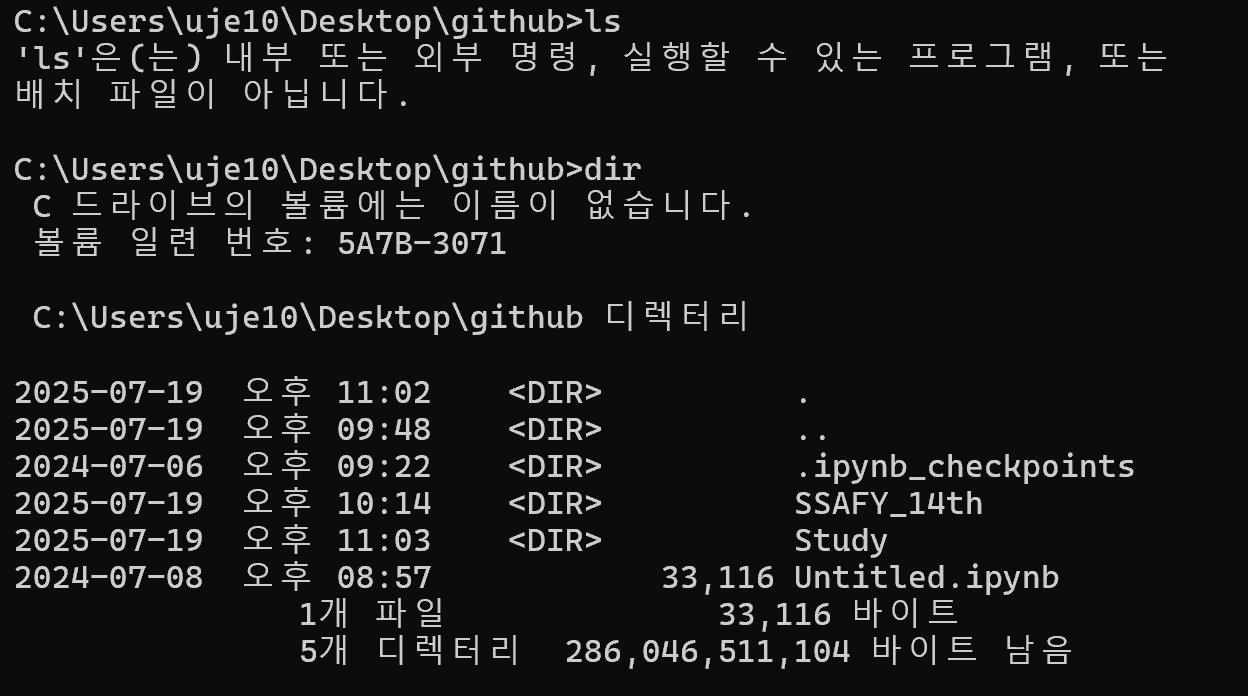 C:\Users\uje10\Desktop\github>ls
'ls'은(는) 내부 또는 외부 명령, 실행할 수 있는 프로그램, 또는
배치 파일이 아닙니다.
C:\Users\uje10\Desktop\github>dir
 C 드라이브의 볼륨에는 이름이 없습니다.
 볼륨 일련 번호: 5A7B-3071
 C:\Users\uje10\Desktop\github 디렉터리
2025-07-19  오후 11:02    <DIR>          .
2025-07-19  오후 09:48    <DIR>          ..
2024-07-06  오후 09:22    <DIR>          .ipynb_checkpoints
2025-07-19  오후 10:14    <DIR>          SSAFY_14th
2025-07-19  오후 11:03    <DIR>          Study
2024-07-08  오후 08:57            33,116 Untitled.ipynb
               1개 파일              33,116 바이트
               5개 디렉터리  286,046,511,104 바이트 남음